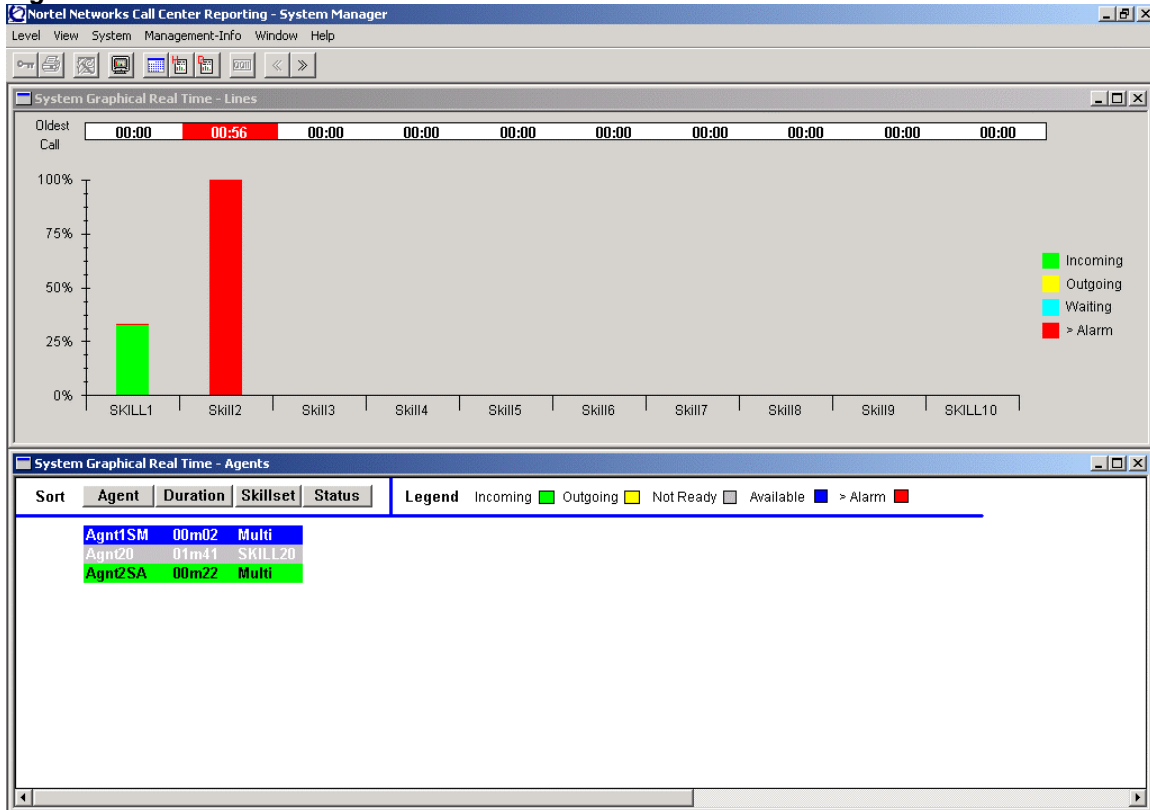 Nortel Networks Call Center Reporting - System Manager
Level View System Management-Info Window Help
System Graphical Real Time - Lines
Oldest Call 00:00 00:56 00:00 00:00 00:00 00:00 00:00 00:00 00:00 00:00
100%
75%
50%
25%
0%
Incoming
Outgoing
Waiting
> Alarm
SKILL1 Skill2 Skill3 Skill4 Skill5 Skill6 Skill7 Skill8 Skill9 SKILL10
System Graphical Real Time - Agents
Sort Agent Duration Skillset Status Legend Incoming Outgoing Not Ready Available > Alarm
Agnt1SM 00m02 Multi
Agnt20 01m41 SKILL20
Agnt2SA 00m22 Multi